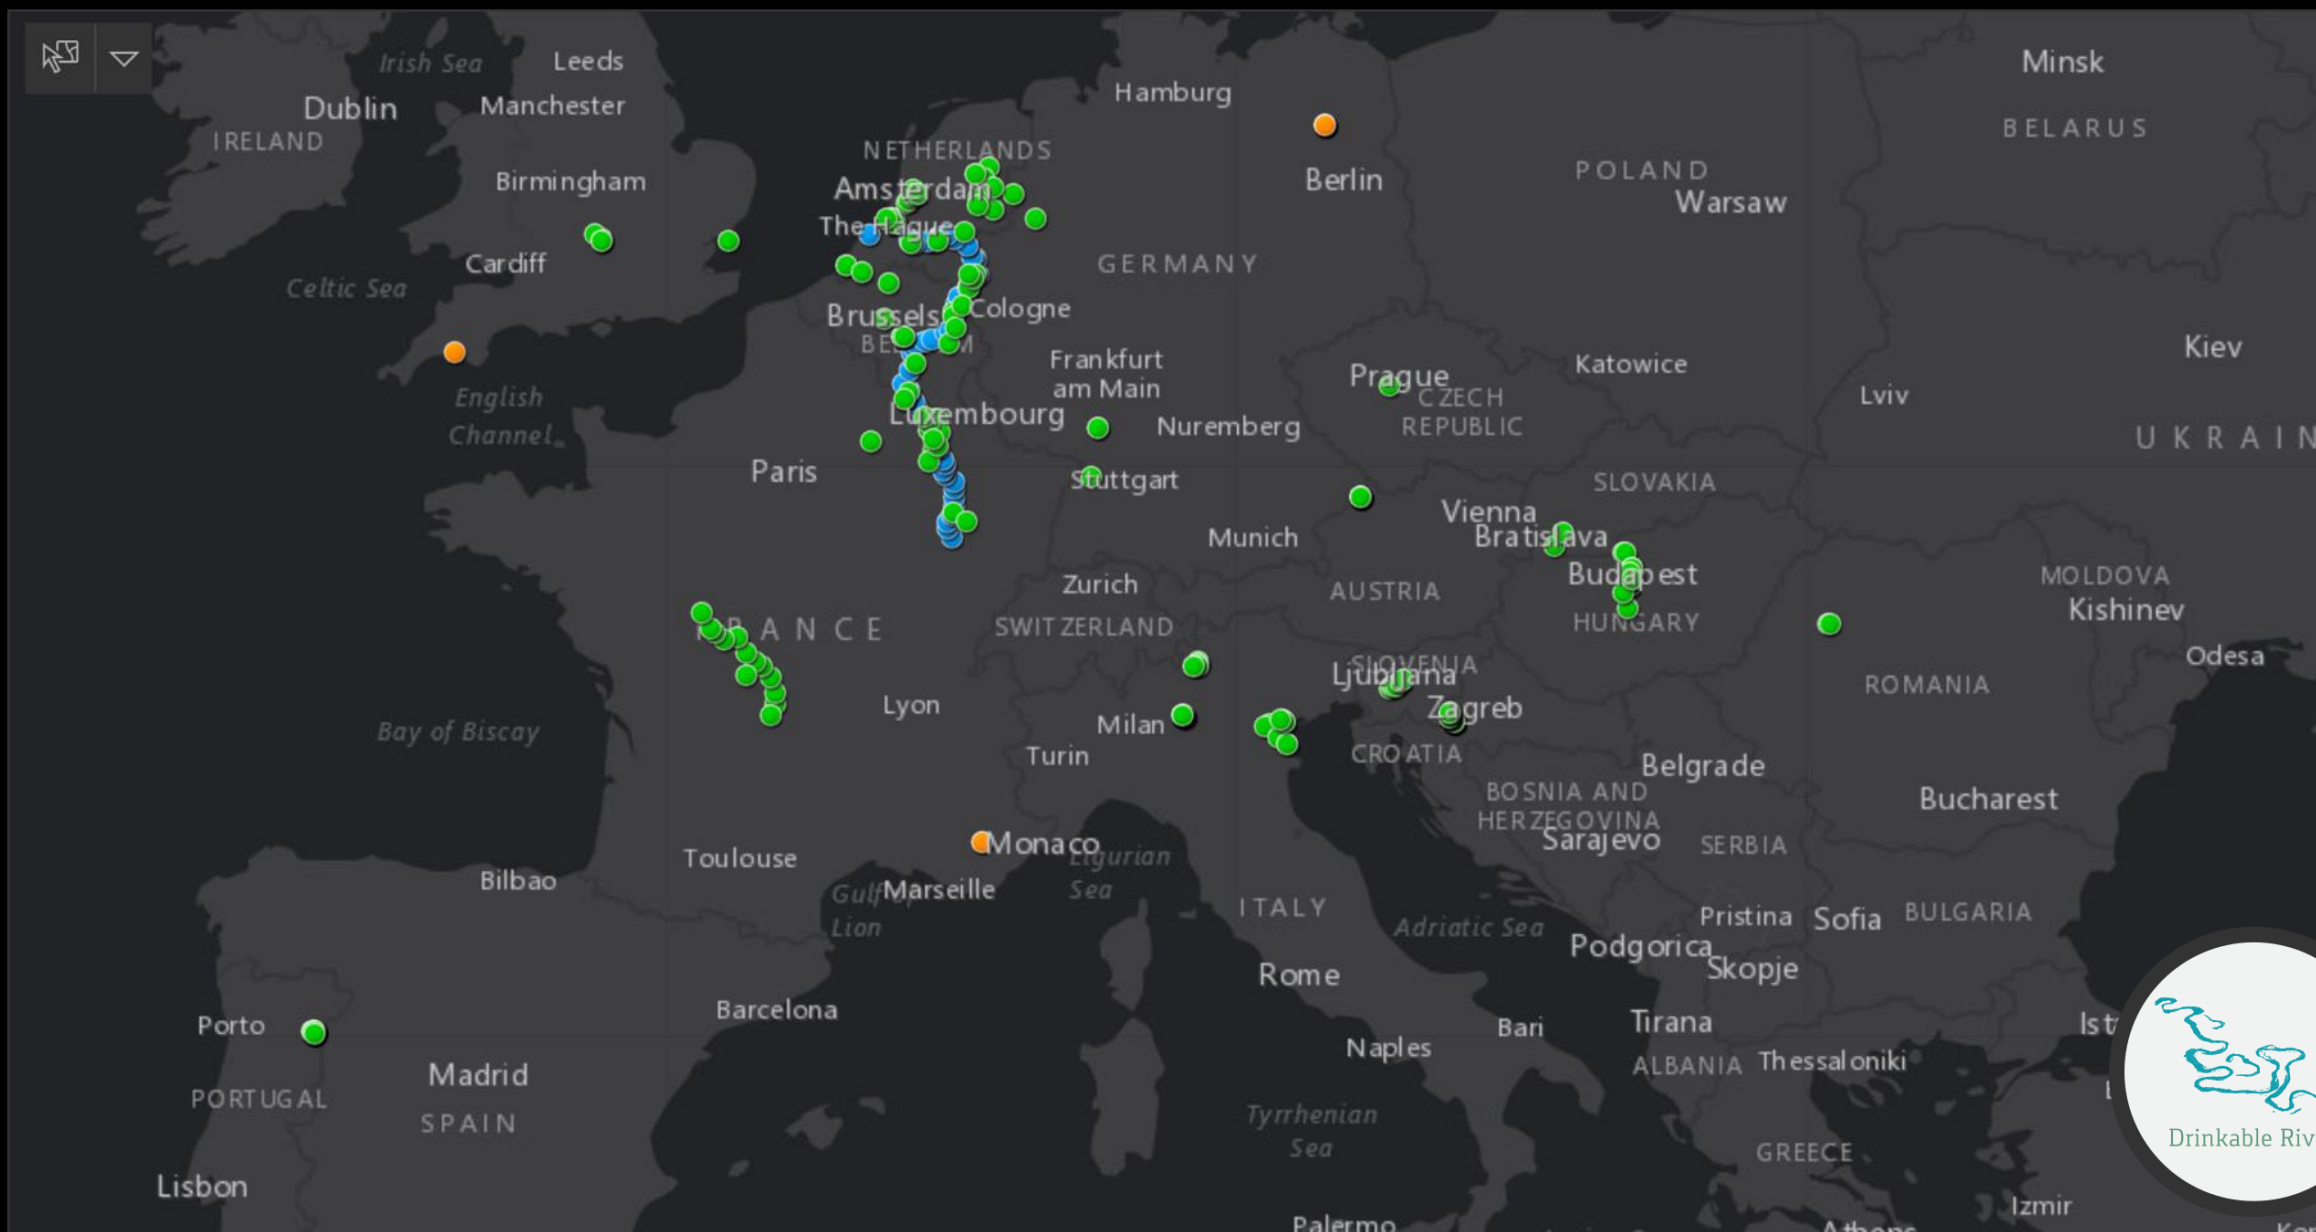 Irish Sea
Leeds
Minsk
Hamburg
Dublin
Manchester
IRELAND
BELARUS
NETHERLANDS
POLAND
Birmingham
Amsterdam
Berlin
Warsaw
The Hague
Cardiff
GERMANY
Celtic Sea
Brussels
Cologne
Kiev
Frankfurt
am Main
Katowice
Prague
CZECH
REPUBLIC
English
Channel
Lviv
Luxembourg
Nuremberg
UKRAIN
Paris
Stuttgart
SLOVAKIA
Vienna
Bratislava
Munich
Budapest
MOLDOVA
Zurich
AUSTRIA
Kishinev
HUNGARY
FRANCE
SWITZERLAND
Odesa
SLOVENIA
Ljubljana
ROMANIA
Lyon
Zagreb
Bay of Biscay
Milan
Turin
CROATIA
Belgrade
BOSNIA AND
HERZEGOVINA
Bucharest
Sarajevo
SERBIA
Monaco
Toulouse
Ligurian
Sea
Bilbao
Gulf of
Lion
Marseille
ITALY
Adriatic Sea
Pristina
Sofia
BULGARIA
Podgorica
Skopje
Rome
Barcelona
Porto
Bari
Tirana
Ist
Naples
ALBANIA
Thessaloniki
Madrid
PORTUGAL
SPAIN
Tyrrhenian
Sea
Drinkable Riv
GREECE
Lisbon
Izmir
Palermo
Athens